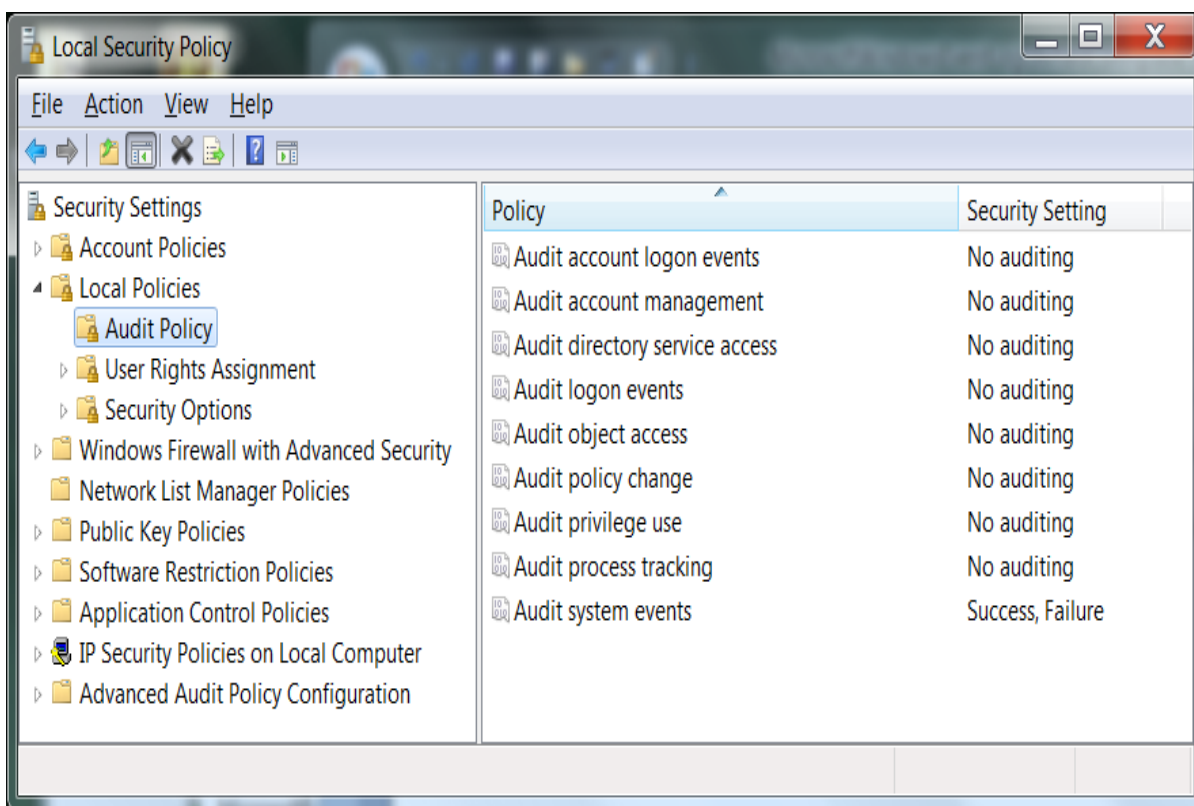 Local Security Policy
File Action View Help
Security Settings
Account Policies
Local Policies
Audit Policy
User Rights Assignment
Security Options
Windows Firewall with Advanced Security
Network List Manager Policies
Public Key Policies
Software Restriction Policies
Application Control Policies
IP Security Policies on Local Computer
Advanced Audit Policy Configuration
Policy Security Setting
Audit account logon events No auditing
Audit account management No auditing
Audit directory service access No auditing
Audit logon events No auditing
Audit object access No auditing
Audit policy change No auditing
Audit privilege use No auditing
Audit process tracking No auditing
Audit system events Success, Failure